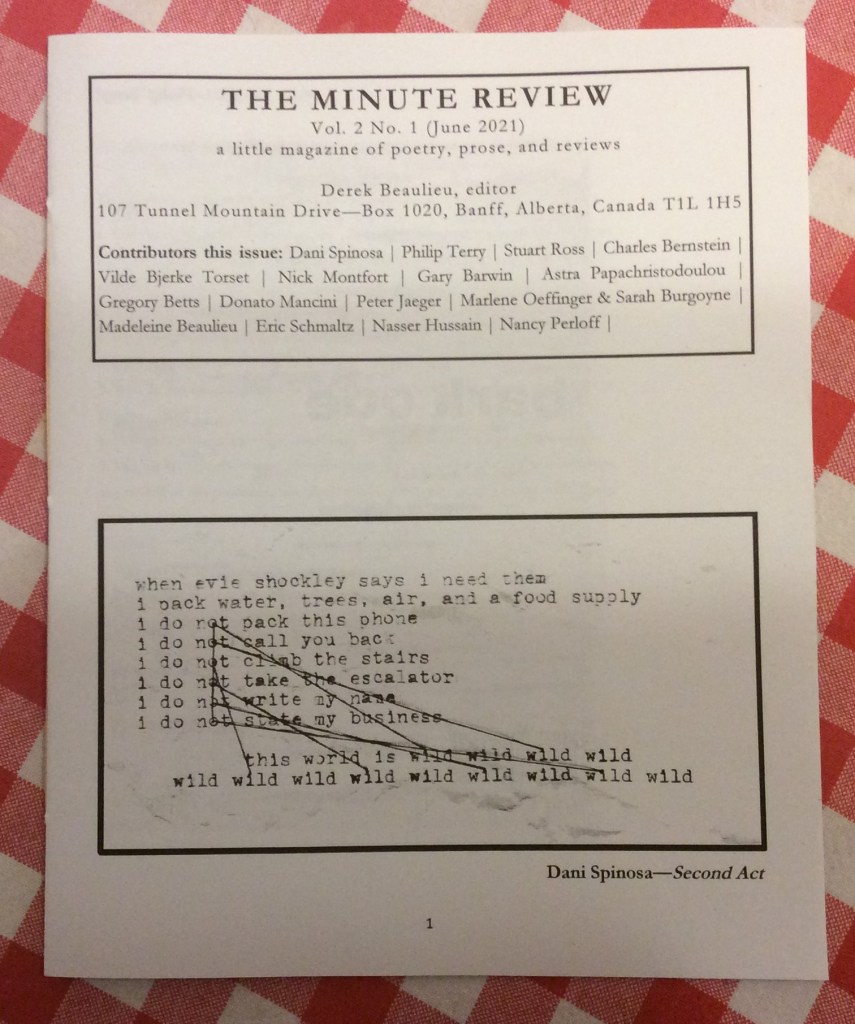 THE MINUTE REVIEW
Vol. 2 No. 1 (June 2021)
a little magazine of poetry, prose, and reviews
Derek Beaulieu, editor
107 Tunnel Mountain Drive—Box 1020, Banff, Alberta, Canada T1L 1H5
Contributors this issue: Dani Spinosa | Philip Terry | Stuart Ross | Charles Bernstein |
Vilde Bjerke Torset | Nick Montfort | Gary Barwin | Astra Papachristodoulou |
Gregory Betts | Donato Mancini | Peter Jaeger | Marlene Oeffinger & Sarah Burgoyne |
Madeleine Beaulieu | Eric Schmaltz | Nasser Hussain | Nancy Perloff |
when evie shockley says i need them
i pack water, trees, air, and a food supply
i do not pack this phone
i do not call you back
i do not climb the stairs
i do not take the escalator
i do not write my name
i do not state my business
this world is wild wild wild wild
wild wild wild wild wild wild wild wild wild
Dani Spinosa—Second Act
1